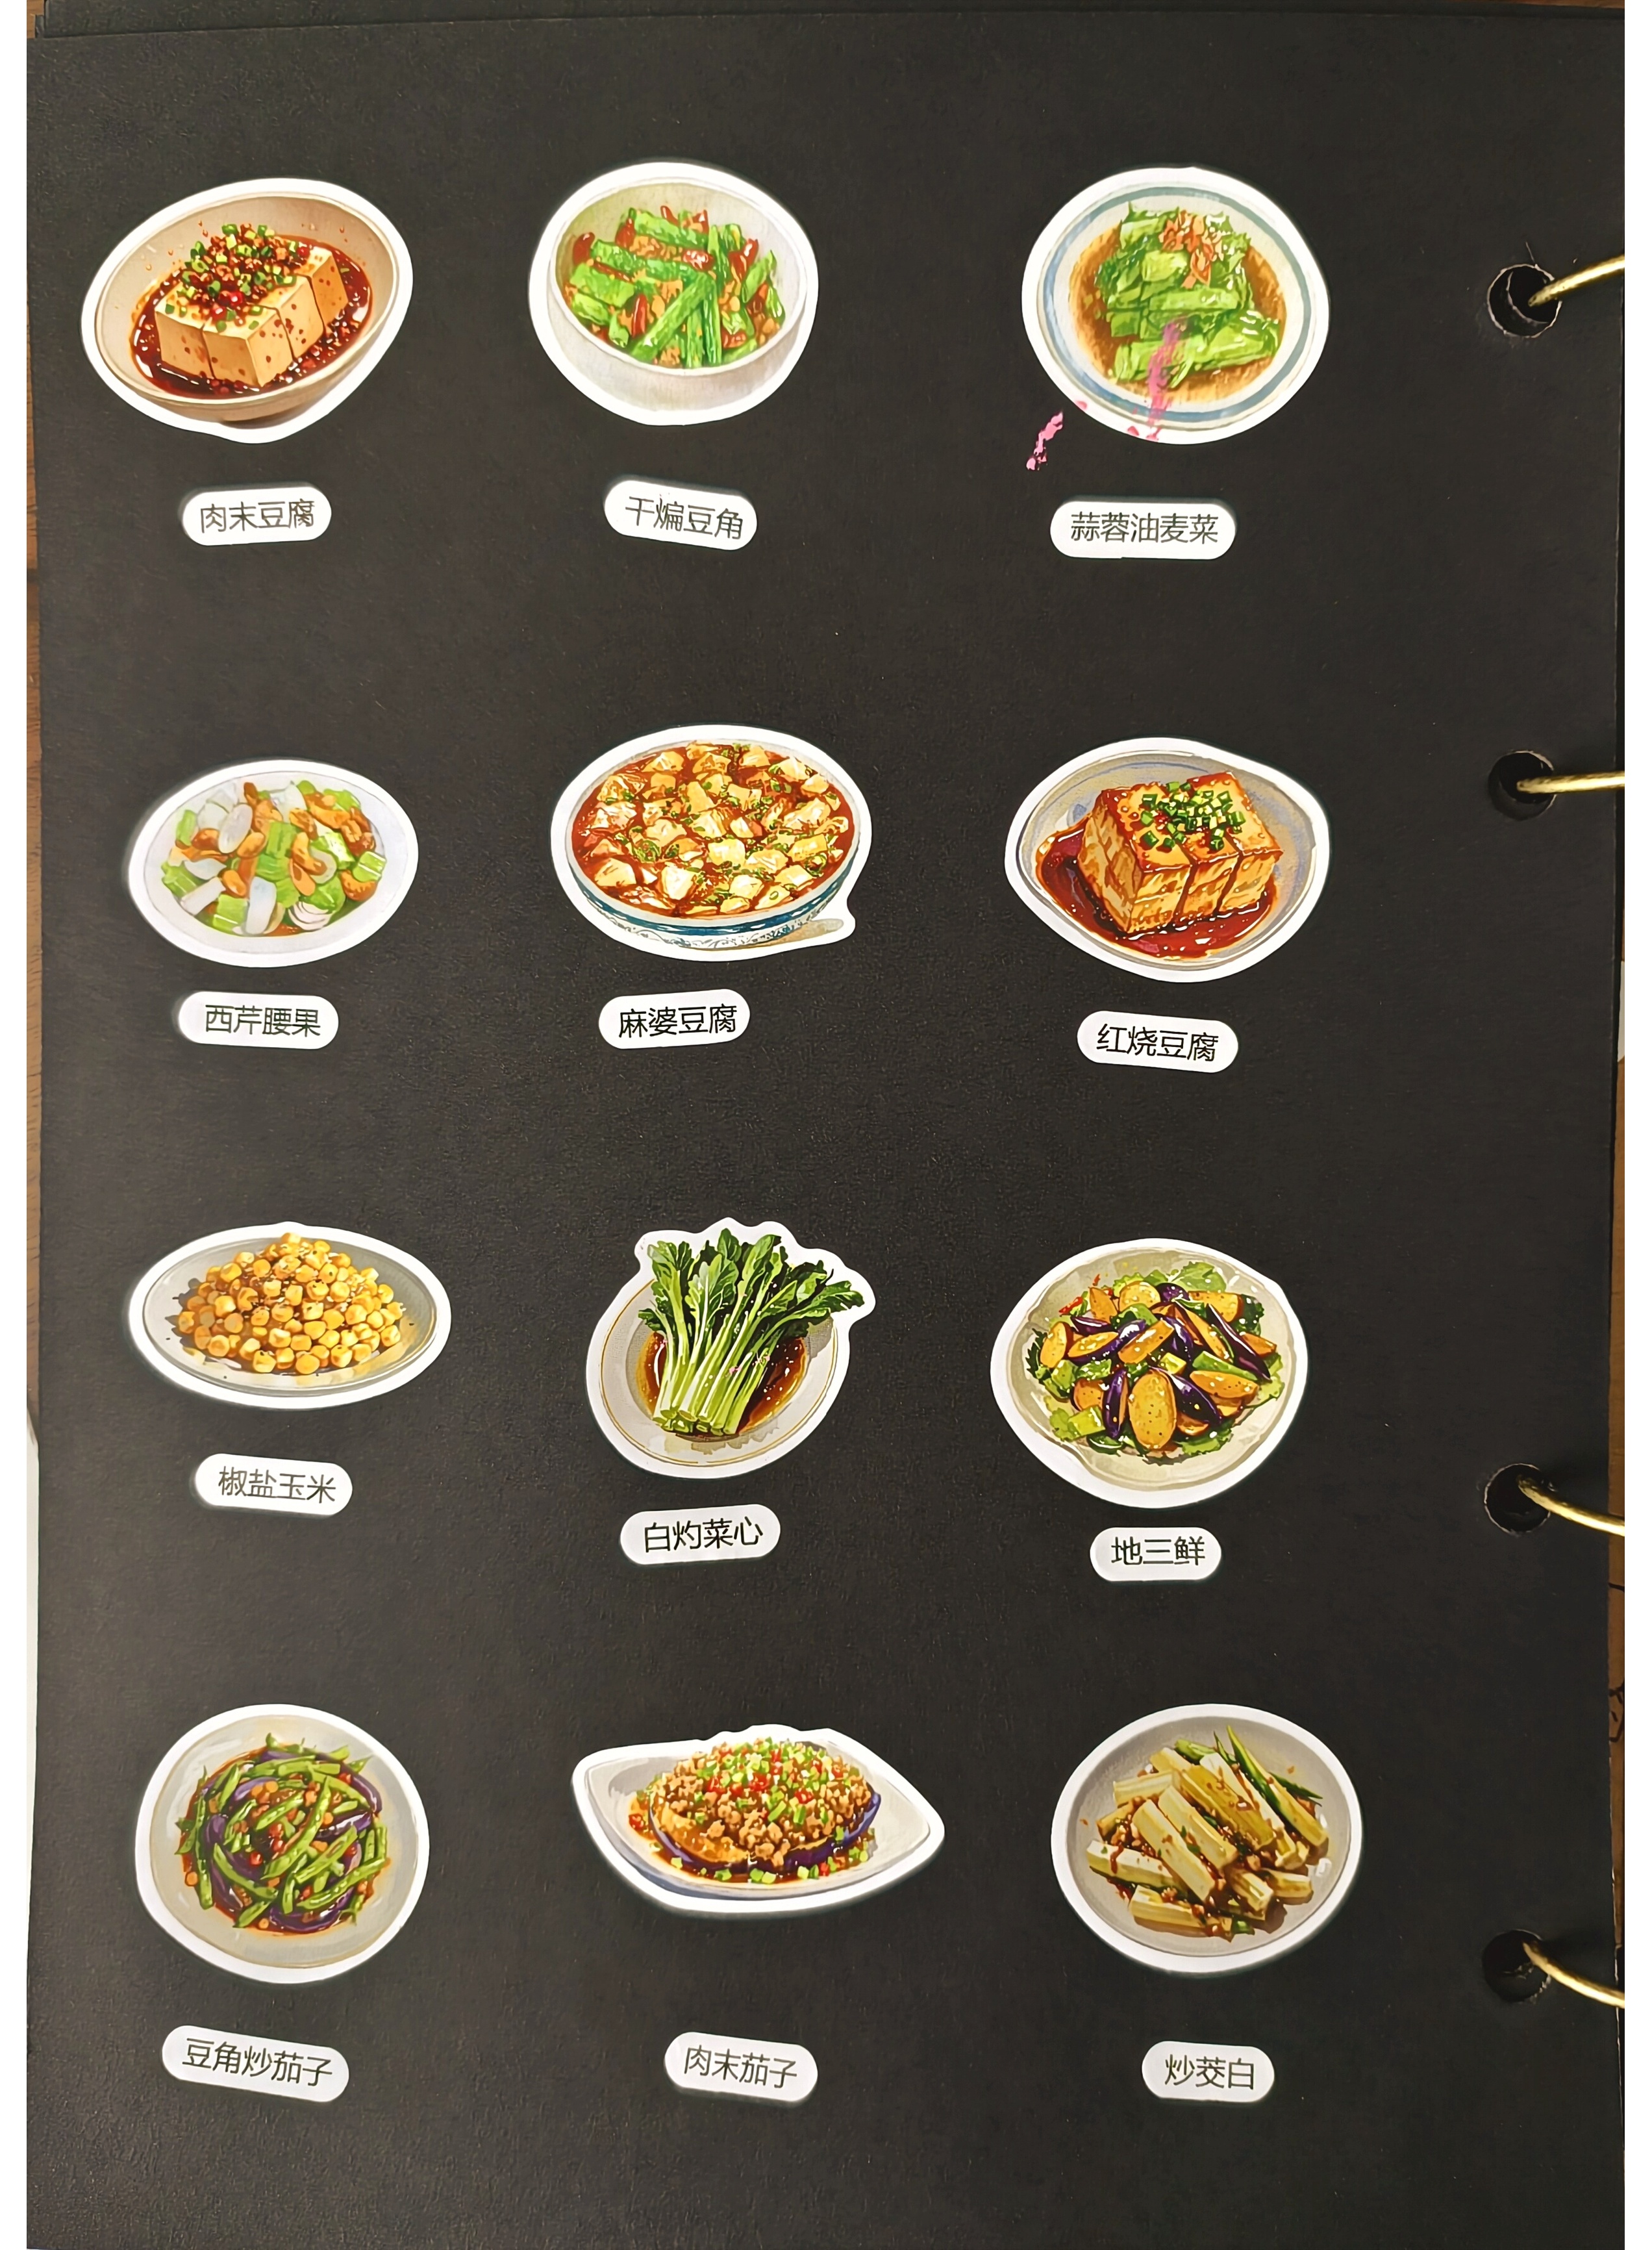 肉末豆腐
干煸豆角
蒜蓉油麦菜
西芹腰果
麻婆豆腐
红烧豆腐
椒盐玉米
白灼菜心
地三鲜
豆角炒茄子
肉末茄子
炒茭白